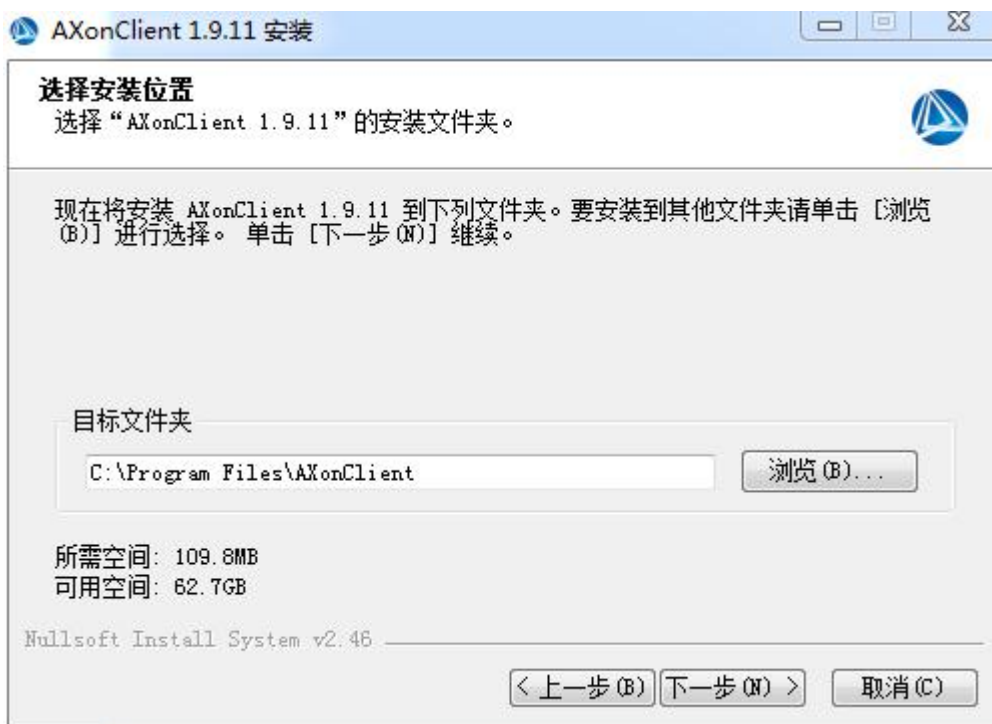 AXonClient 1.9.11 安装
选择安装位置
选择“AXonClient 1.9.11”的安装文件夹。
现在将安装 AXonClient 1.9.11 到下列文件夹。要安装到其他文件夹请单击 [浏览
(B)] 进行选择。 单击 [下一步(N)] 继续。
目标文件夹
C:\Program Files\AXonClient
浏览(B)...
所需空间: 109.8MB
可用空间: 62.7GB
Nullsoft Install System v2.46
< 上一步(B) 下一步(N) > 取消(C)